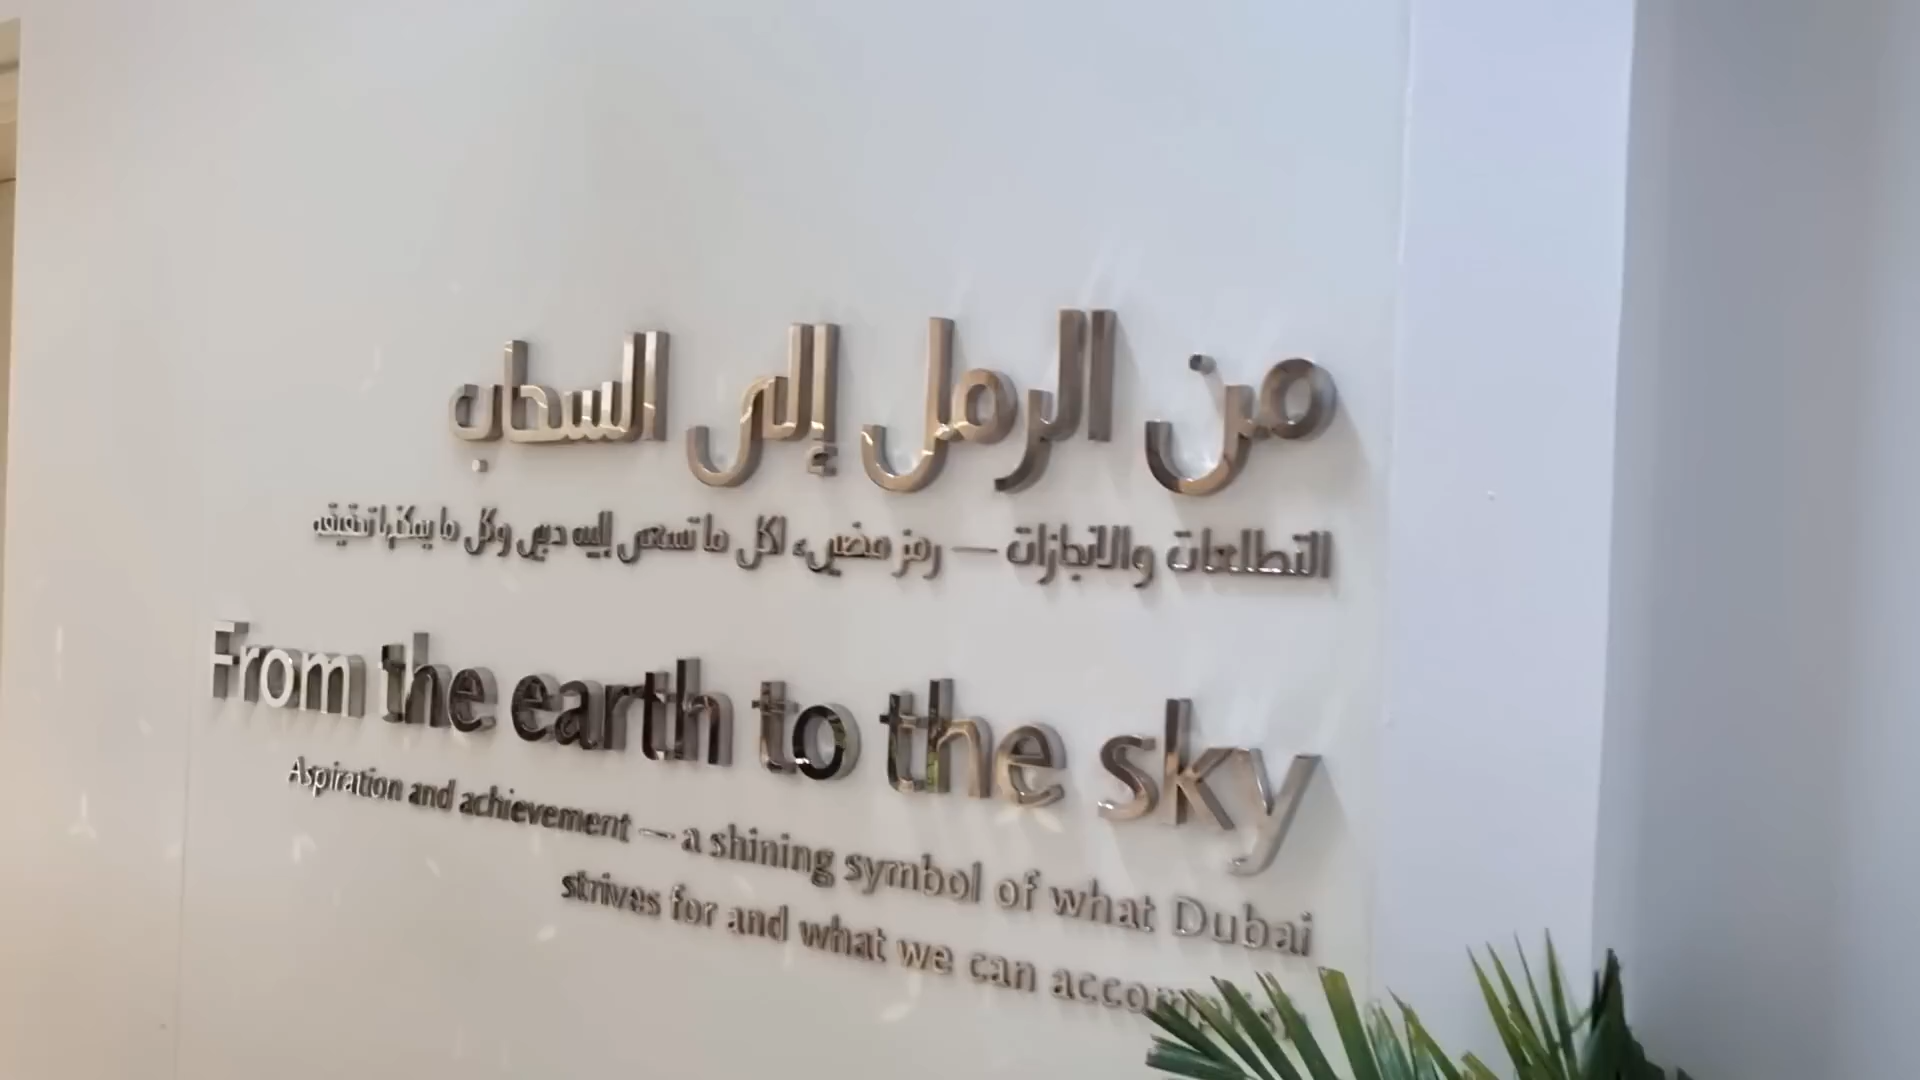 من الرمل إلى السحاب
التطلعات والانجازات — رمز مضيء لكل ما تسعى إليه دبي وكل ما يمكنها تحقيقه
From the earth to the sky
Aspiration and achievement — a shining symbol of what Dubai
strives for and what we can